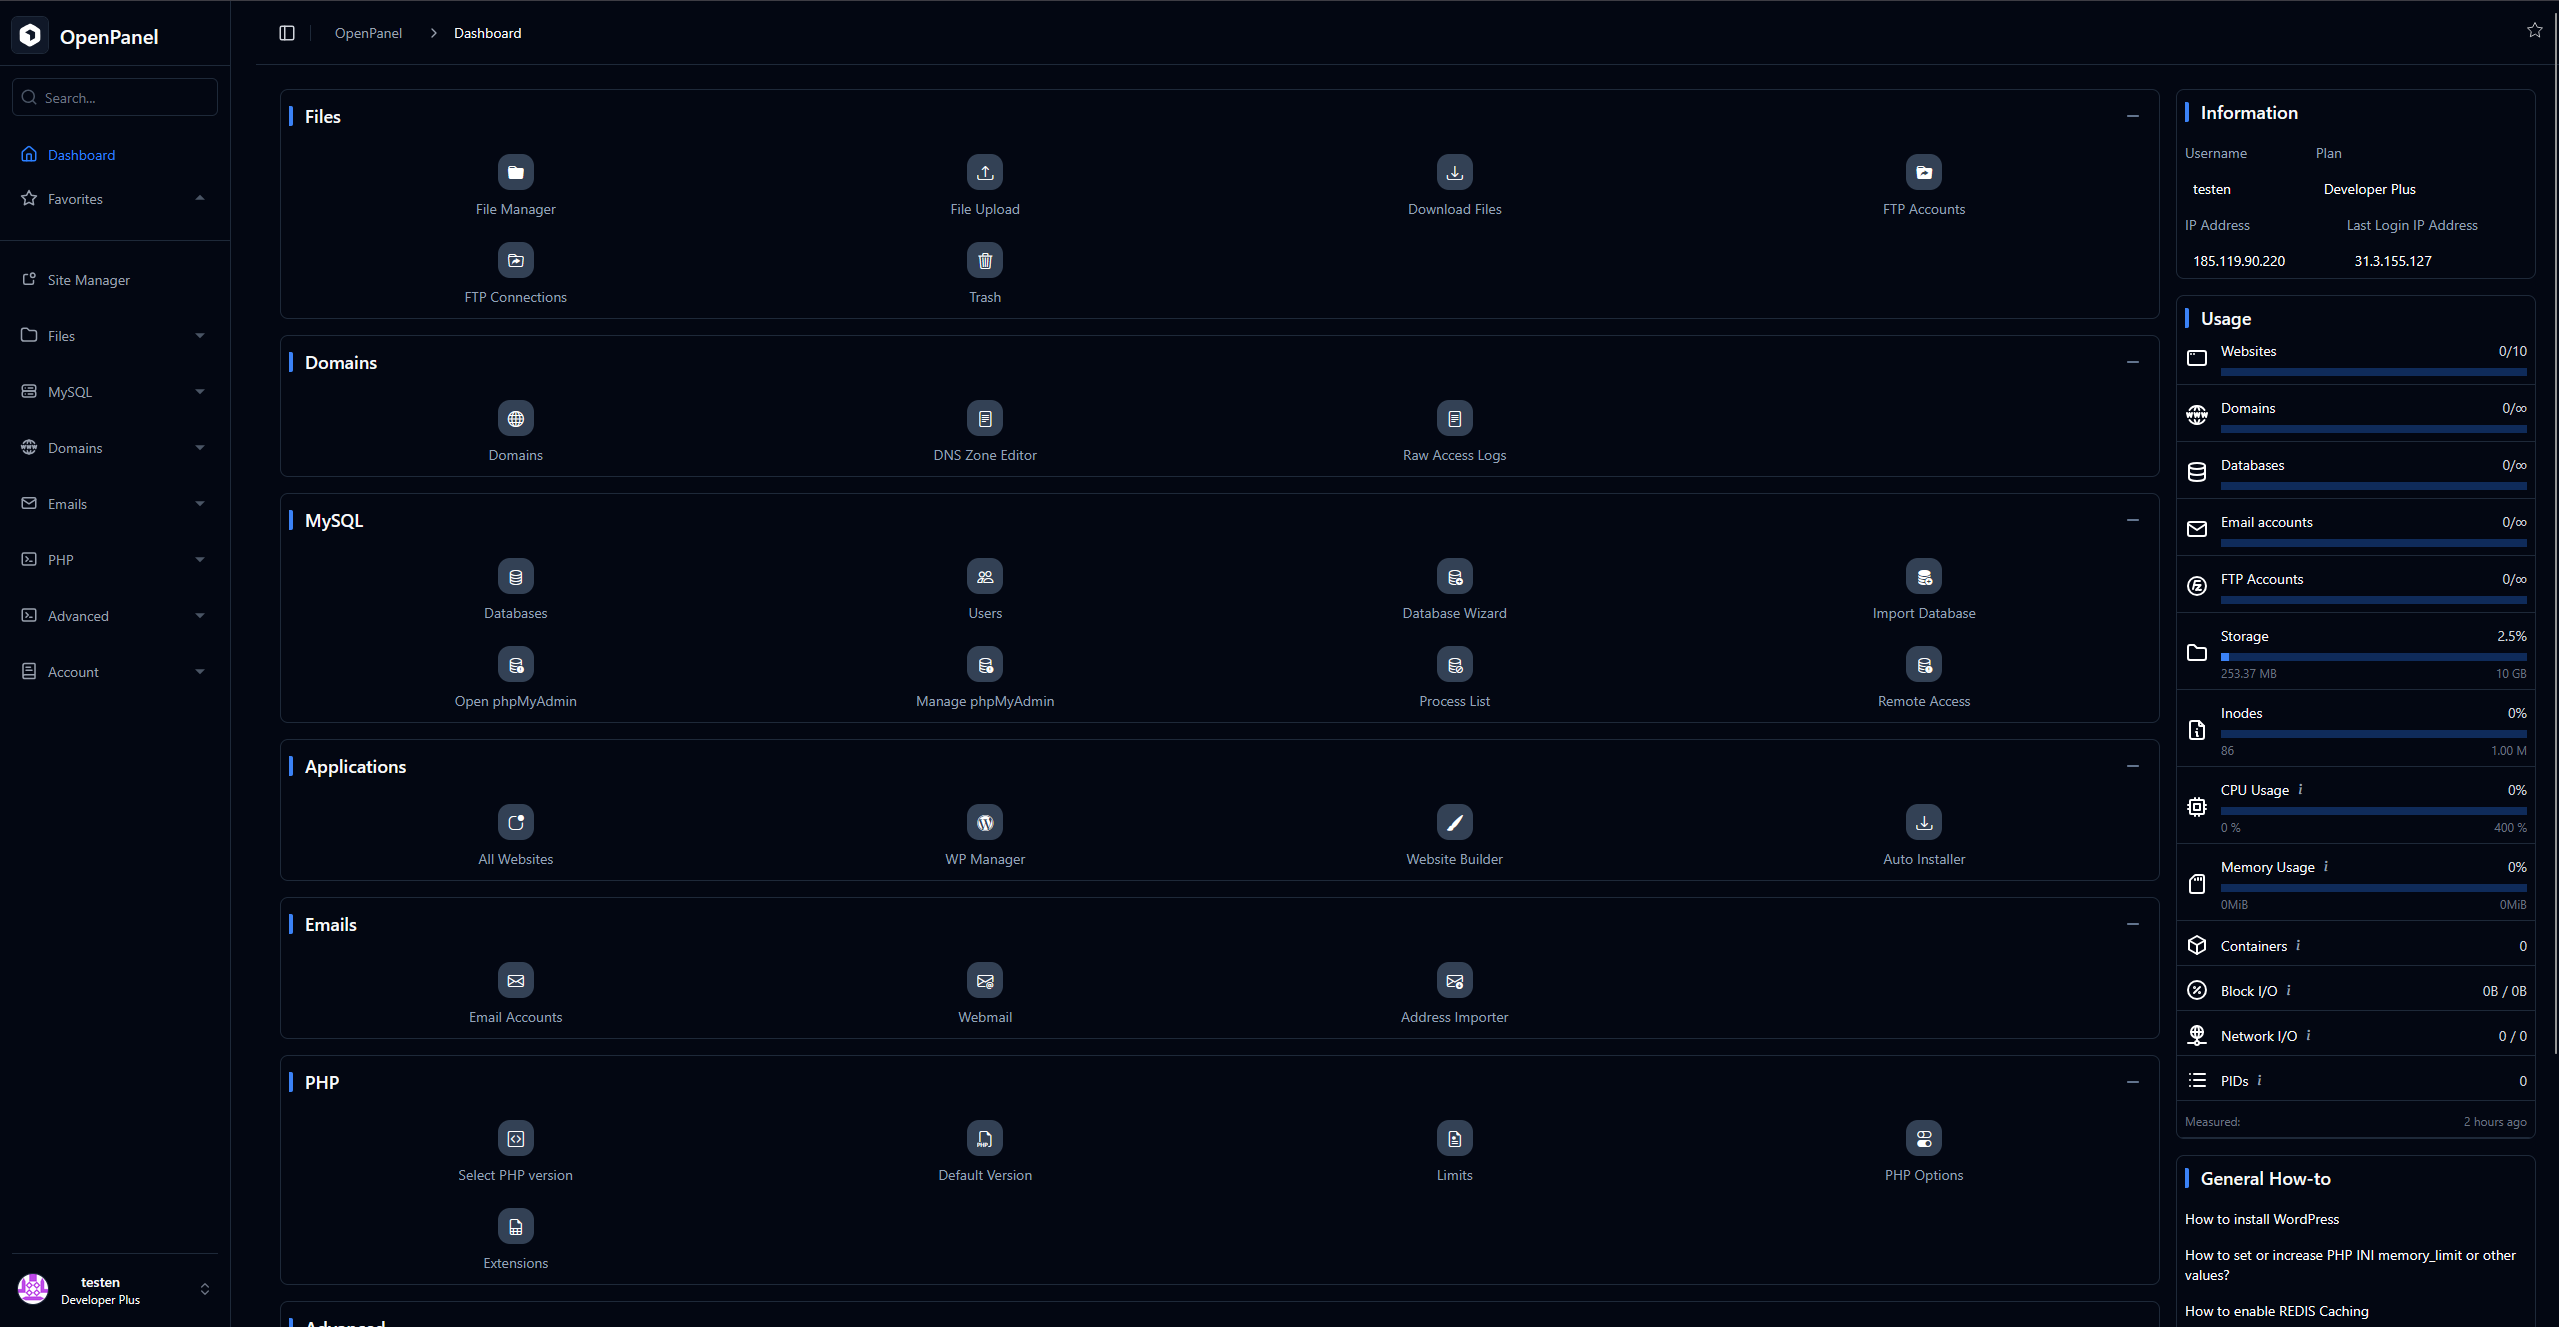 OpenPanel
Search...
Dashboard
Favorites
Site Manager
Files
MySQL
Domains
Emails
PHP
Advanced
Account
testen
Developer Plus
OpenPanel
Dashboard
Files
File Manager
File Upload
Download Files
FTP Accounts
FTP Connections
Trash
Domains
Domains
DNS Zone Editor
Raw Access Logs
MySQL
Databases
Users
Database Wizard
Import Database
Open phpMyAdmin
Manage phpMyAdmin
Process List
Remote Access
Applications
All Websites
WP Manager
Website Builder
Auto Installer
Emails
Email Accounts
Webmail
Address Importer
PHP
Select PHP version
Default Version
Limits
PHP Options
Extensions
Advanced
Information
Username Plan
testen Developer Plus
IP Address Last Login IP Address
185.119.90.220 31.3.155.127
Usage
Websites 0/10
Domains 0/∞
Databases 0/∞
Email accounts 0/∞
FTP Accounts 0/∞
Storage 2.5%
253.37 MB 10 GB
Inodes 0%
86 1.00 M
CPU Usage i 0%
0 % 400 %
Memory Usage i 0%
0MiB 0MiB
Containers i 0
Block I/O i 0B / 0B
Network I/O i 0 / 0
PIDs i 0
Measured: 2 hours ago
General How-to
How to install WordPress
How to set or increase PHP INI memory_limit or other
values?
How to enable REDIS Caching